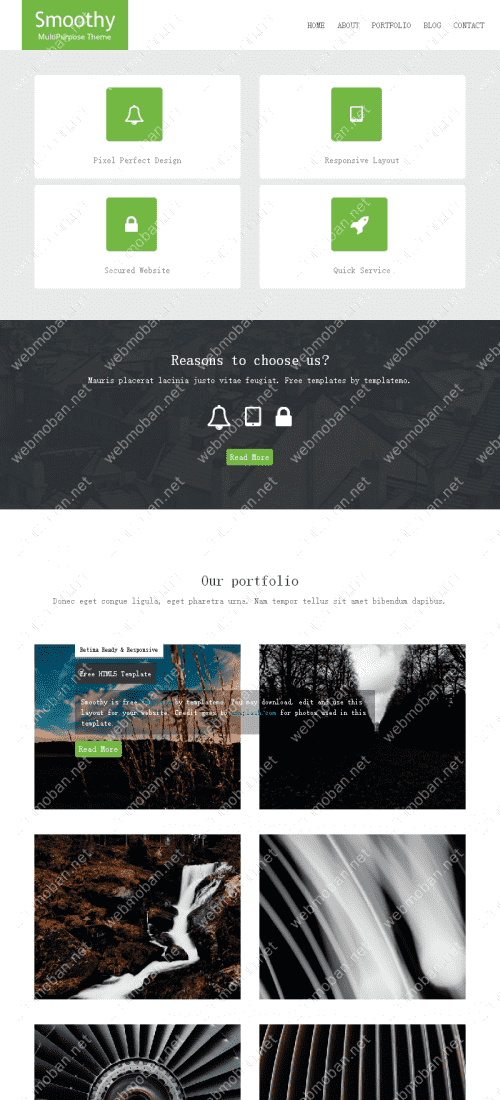 Smoothy
MultiPurpose Theme
HOME ABOUT PORTFOLIO BLOG CONTACT
Pixel Perfect Design
Responsive Layout
Secured Website
Quick Service
Reasons to choose us?
Mauris placerat lacinia justo vitae feugiat. Free templates by templatemo.
Read More
Our portfolio
Donec eget congue ligula, eget pharetra urna. Nam tempor tellus sit amet bibendum dapibus.
Retina Ready & Responsive
Free HTML5 Template
Smoothy is free by templatemo. You may download, edit and use this
layout for your website. Credit goes to .com for photos used in this
template.
Read More
webmoban.net